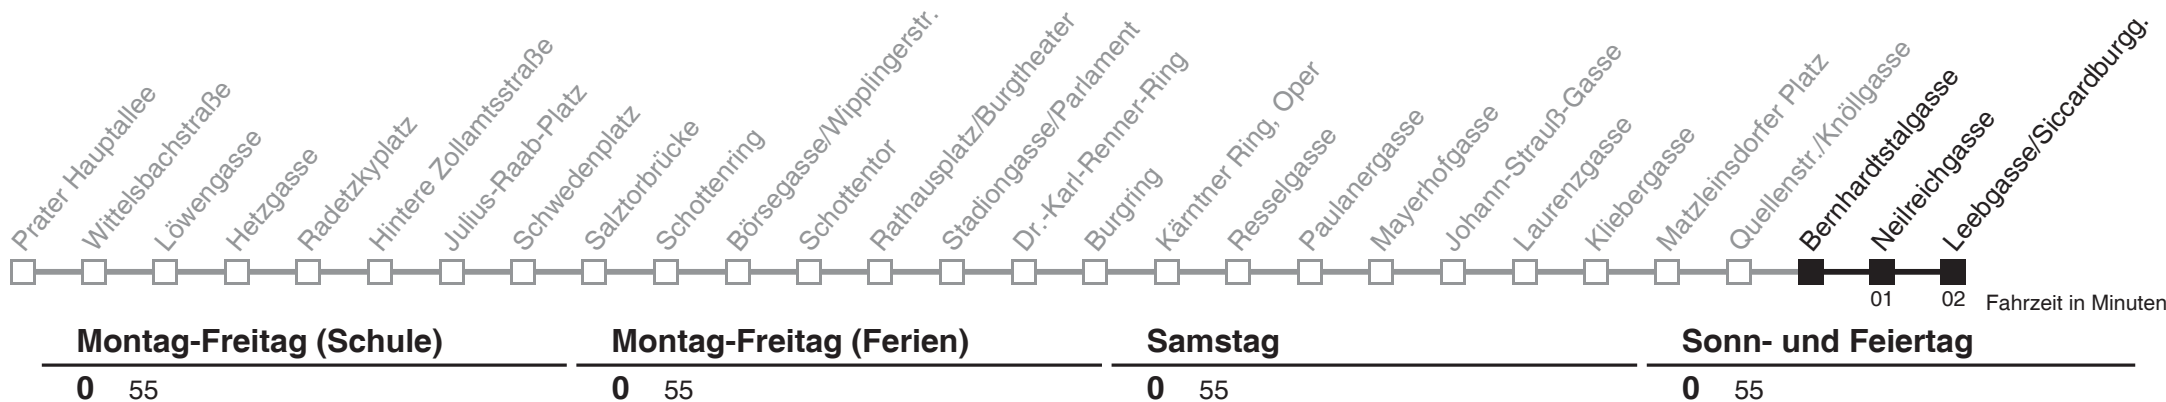 Prater Hauptallee
Wittelsbachstraße
Löwengasse
Hetzgasse
Radetzkyplatz
Hintere Zollamtsstraße
Julius-Raab-Platz
Schwedenplatz
Salztorbrücke
Schottenring
Börsegasse/Wipplingerstr.
Schottentor
Rathausplatz/Burgtheater
Stadiongasse/Parlament
Dr.-Karl-Renner-Ring
Burgring
Kärntner Ring, Oper
Resselgasse
Paulanergasse
Mayerhofgasse
Johann-Strauß-Gasse
Laurenzgasse
Kliebergasse
Matzleinsdorfer Platz
Quellenstr./Knöllgasse
Bernhardtstalgasse
Neilreichgasse
Leebgasse/Siccardburgg.
01 02 Fahrzeit in Minuten
Montag-Freitag (Schule) Montag-Freitag (Ferien) Samstag Sonn- und Feiertag
0 55 0 55 0 55 0 55